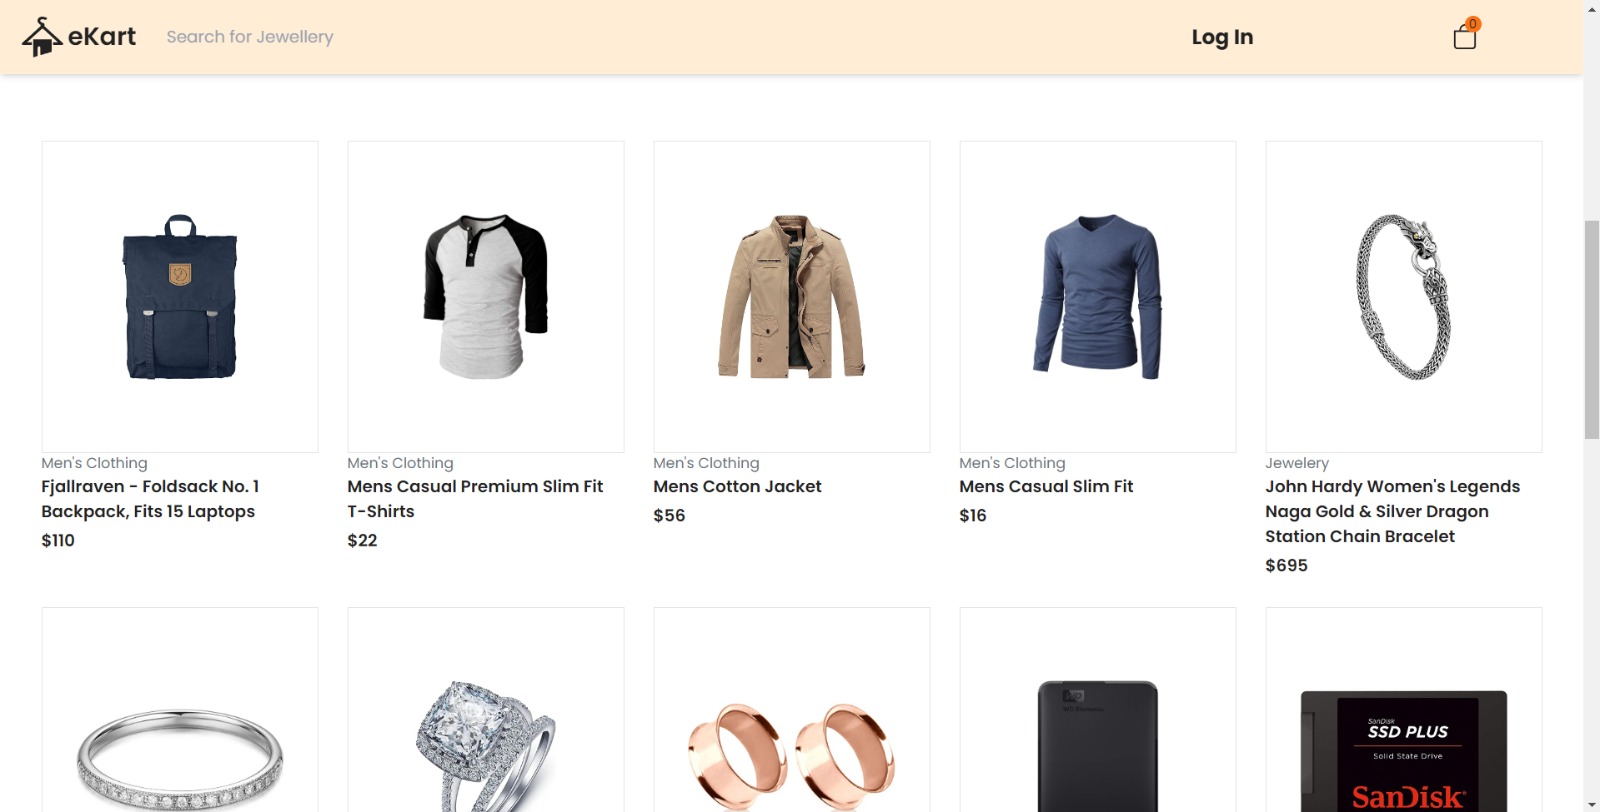 eKart
Search for Jewellery
Log In
0
Men's Clothing
Fjallraven - Foldsack No. 1
Backpack, Fits 15 Laptops
$110
Men's Clothing
Mens Casual Premium Slim Fit
T-Shirts
$22
Men's Clothing
Mens Cotton Jacket
$56
Men's Clothing
Mens Casual Slim Fit
$16
Jewelery
John Hardy Women's Legends
Naga Gold & Silver Dragon
Station Chain Bracelet
$695
WD
WD Elements
SanDisk
SSD PLUS
Solid State Drive
SanDisk